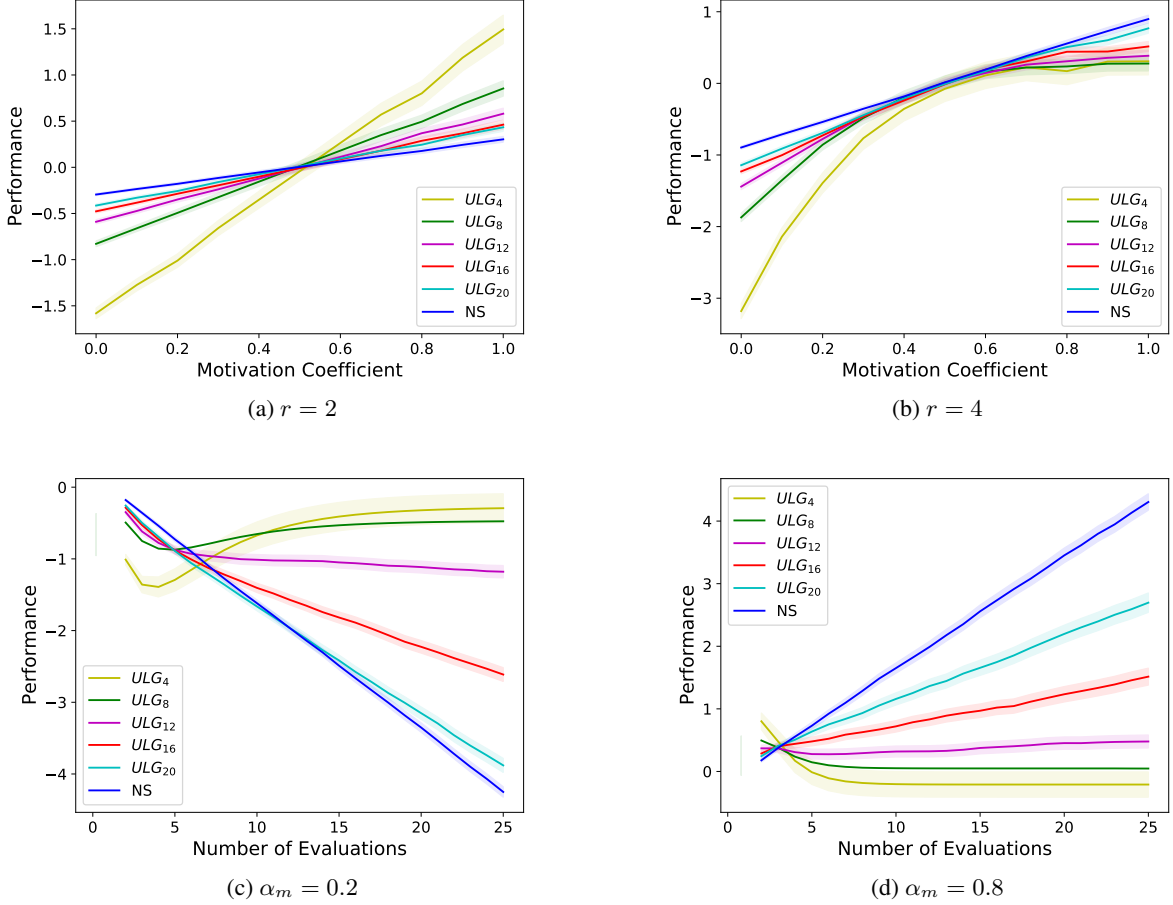 1.5
1.0
0.5
0.0
−0.5
−1.0
−1.5
Performance
0.0 0.2 0.4 0.6 0.8 1.0
Motivation Coefficient
ULG4
ULG8
ULG12
ULG16
ULG20
NS
(a) r = 2
1
0
−1
−2
−3
Performance
0.0 0.2 0.4 0.6 0.8 1.0
Motivation Coefficient
ULG4
ULG8
ULG12
ULG16
ULG20
NS
(b) r = 4
0
−1
−2
−3
−4
Performance
0 5 10 15 20 25
Number of Evaluations
ULG4
ULG8
ULG12
ULG16
ULG20
NS
(c) αm = 0.2
4
3
2
1
0
Performance
0 5 10 15 20 25
Number of Evaluations
ULG4
ULG8
ULG12
ULG16
ULG20
NS
(d) αm = 0.8